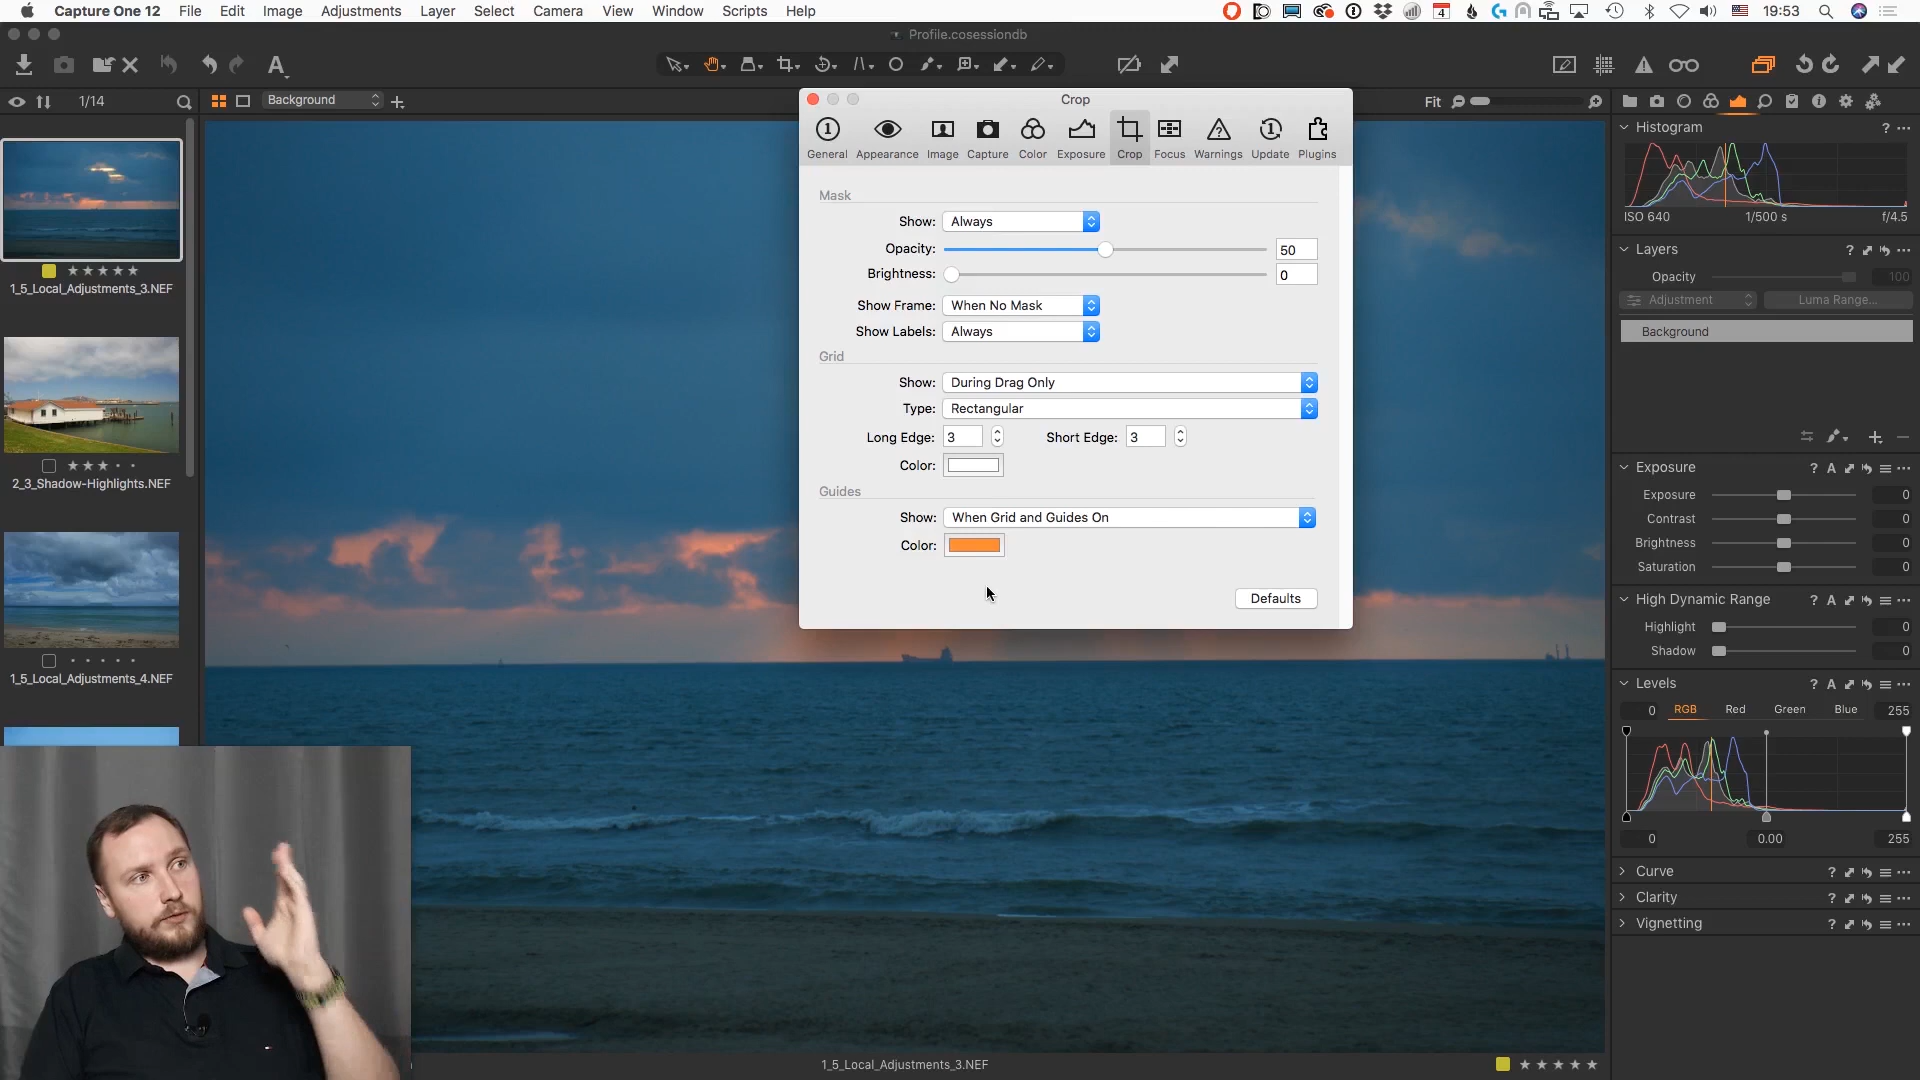 Capture One 12 File Edit Image Adjustments Layer Select Camera View Window Scripts Help 4 19:53
Profile.cosessiondb
1/14
Background
Fit
Crop
General Appearance Image Capture Color Exposure Crop Focus Warnings Update Plugins
Mask
Show: Always
Opacity: 50
Brightness: 0
Show Frame: When No Mask
Show Labels: Always
Grid
Show: During Drag Only
Type: Rectangular
Long Edge: 3 Short Edge: 3
Color:
Guides
Show: When Grid and Guides On
Color:
Defaults
1_5_Local_Adjustments_3.NEF
2_3_Shadow-Highlights.NEF
1_5_Local_Adjustments_4.NEF
1_5_Local_Adjustments_3.NEF
Histogram
ISO 640 1/500 s f/4.5
Layers
Opacity 100
Adjustment Luma Range...
Background
Exposure
Exposure 0
Contrast 0
Brightness 0
Saturation 0
High Dynamic Range
Highlight 0
Shadow 0
Levels
0 RGB Red Green Blue 255
0 0.00 255
Curve
Clarity
Vignetting